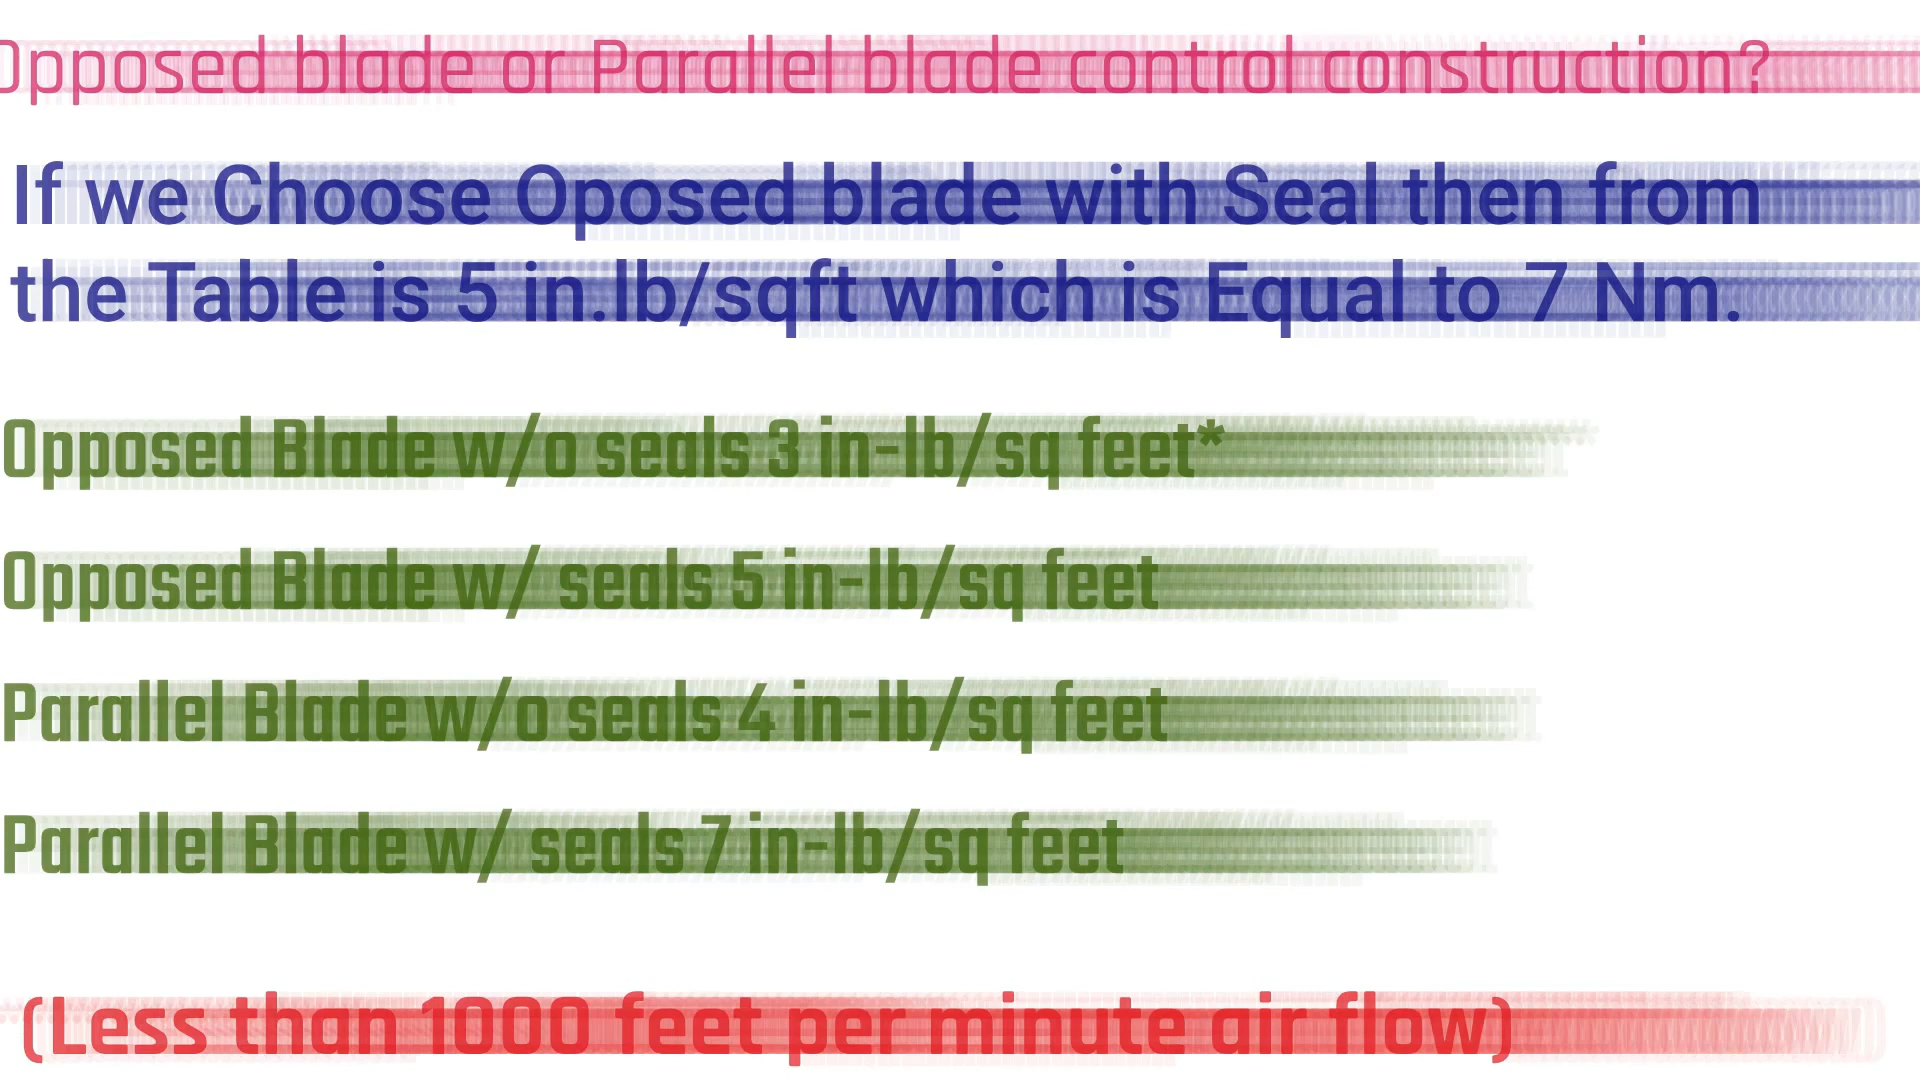 Opposed blade or Parallel blade control construction?
If we Choose Oposed blade with Seal then from
the Table is 5 in.lb/sqft which is Equal to 7 Nm.
Opposed Blade w/o seals 3 in-lb/sq feet*
Opposed Blade w/ seals 5 in-lb/sq feet
Parallel Blade w/o seals 4 in-lb/sq feet
Parallel Blade w/ seals 7 in-lb/sq feet
(Less than 1000 feet per minute air flow)